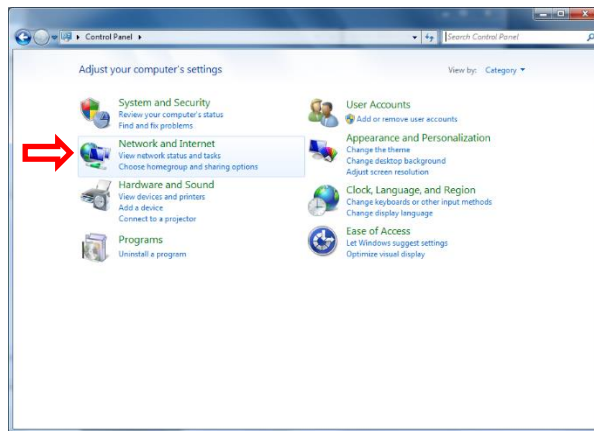 Control Panel
Search Control Panel
Adjust your computer's settings
View by: Category
System and Security
Review your computer's status
Find and fix problems
Network and Internet
View network status and tasks
Choose homegroup and sharing options
Hardware and Sound
View devices and printers
Add a device
Connect to a projector
Programs
Uninstall a program
User Accounts
Add or remove user accounts
Appearance and Personalization
Change the theme
Change desktop background
Adjust screen resolution
Clock, Language, and Region
Change keyboards or other input methods
Change display language
Ease of Access
Let Windows suggest settings
Optimize visual display